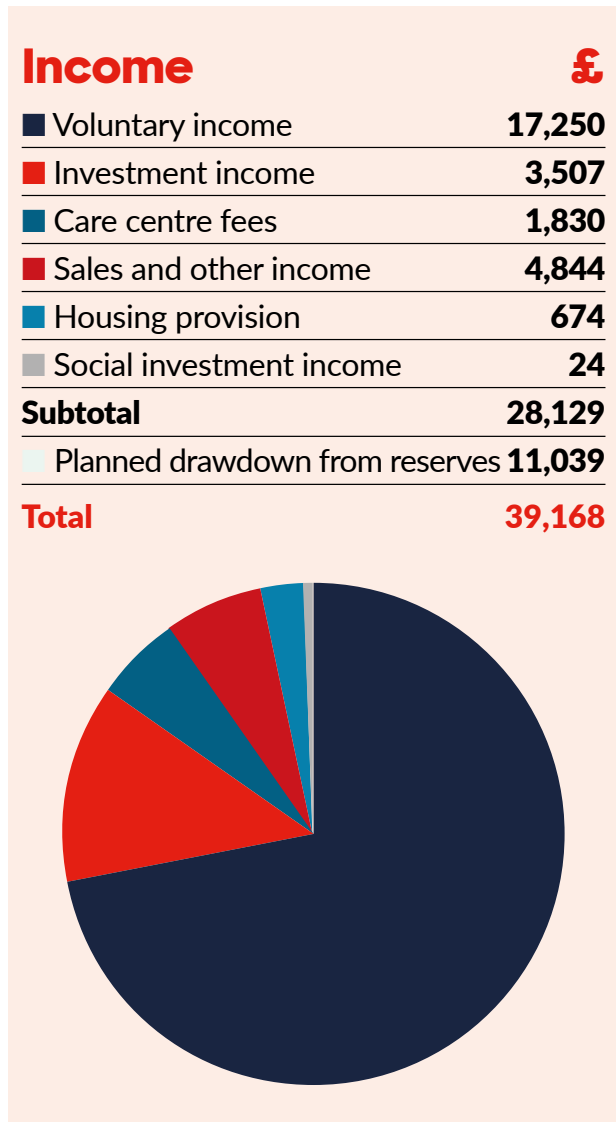 Income £
Voluntary income 17,250
Investment income 3,507
Care centre fees 1,830
Sales and other income 4,844
Housing provision 674
Social investment income 24
Subtotal 28,129
Planned drawdown from reserves 11,039
Total 39,168